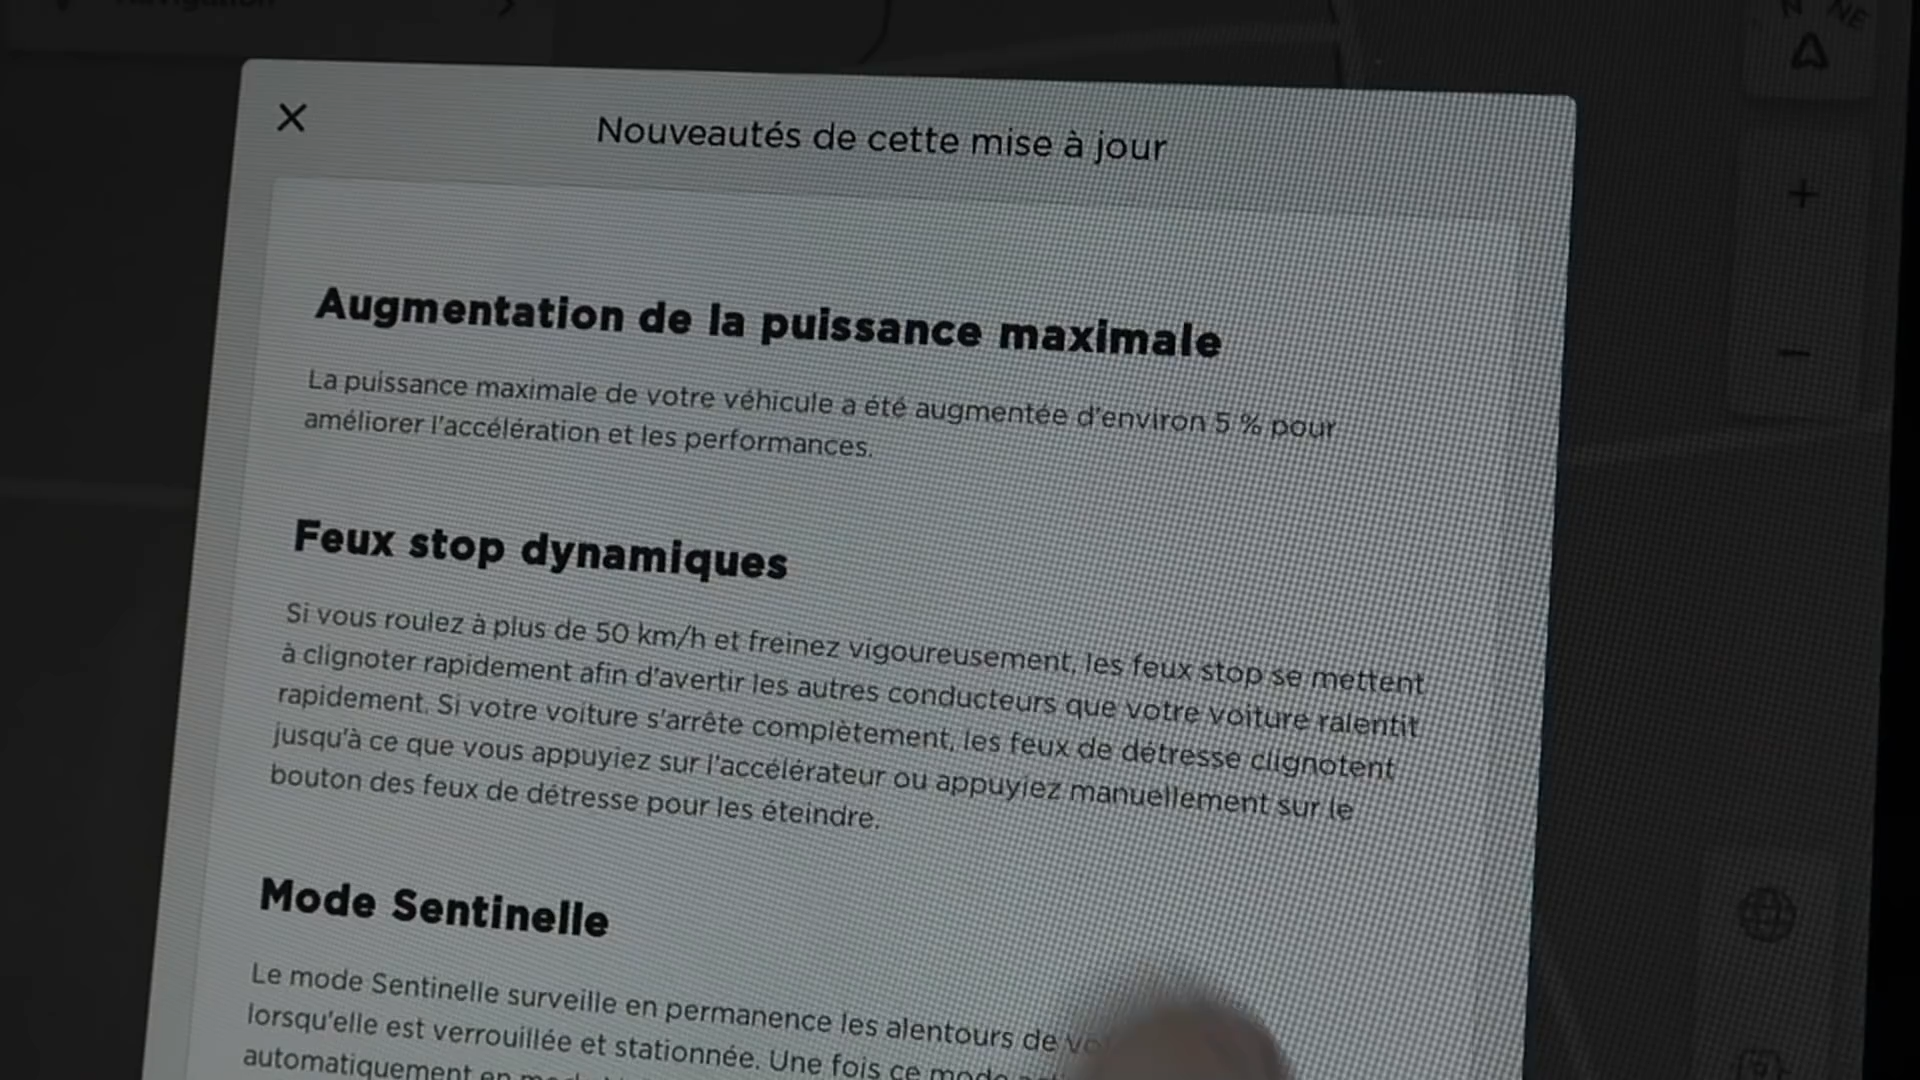 Navigation
N NE
Nouveautés de cette mise à jour
Augmentation de la puissance maximale
La puissance maximale de votre véhicule a été augmentée d'environ 5 % pour
améliorer l'accélération et les performances.
Feux stop dynamiques
Si vous roulez à plus de 50 km/h et freinez vigoureusement, les feux stop se mettent
à clignoter rapidement afin d'avertir les autres conducteurs que votre voiture ralentit
rapidement. Si votre voiture s'arrête complètement, les feux de détresse clignotent
jusqu'à ce que vous appuyiez sur l'accélérateur ou appuyiez manuellement sur le
bouton des feux de détresse pour les éteindre.
Mode Sentinelle
Le mode Sentinelle surveille en permanence les alentours de
lorsqu'elle est verrouillée et stationnée. Une fois ce mode
automatiquement en